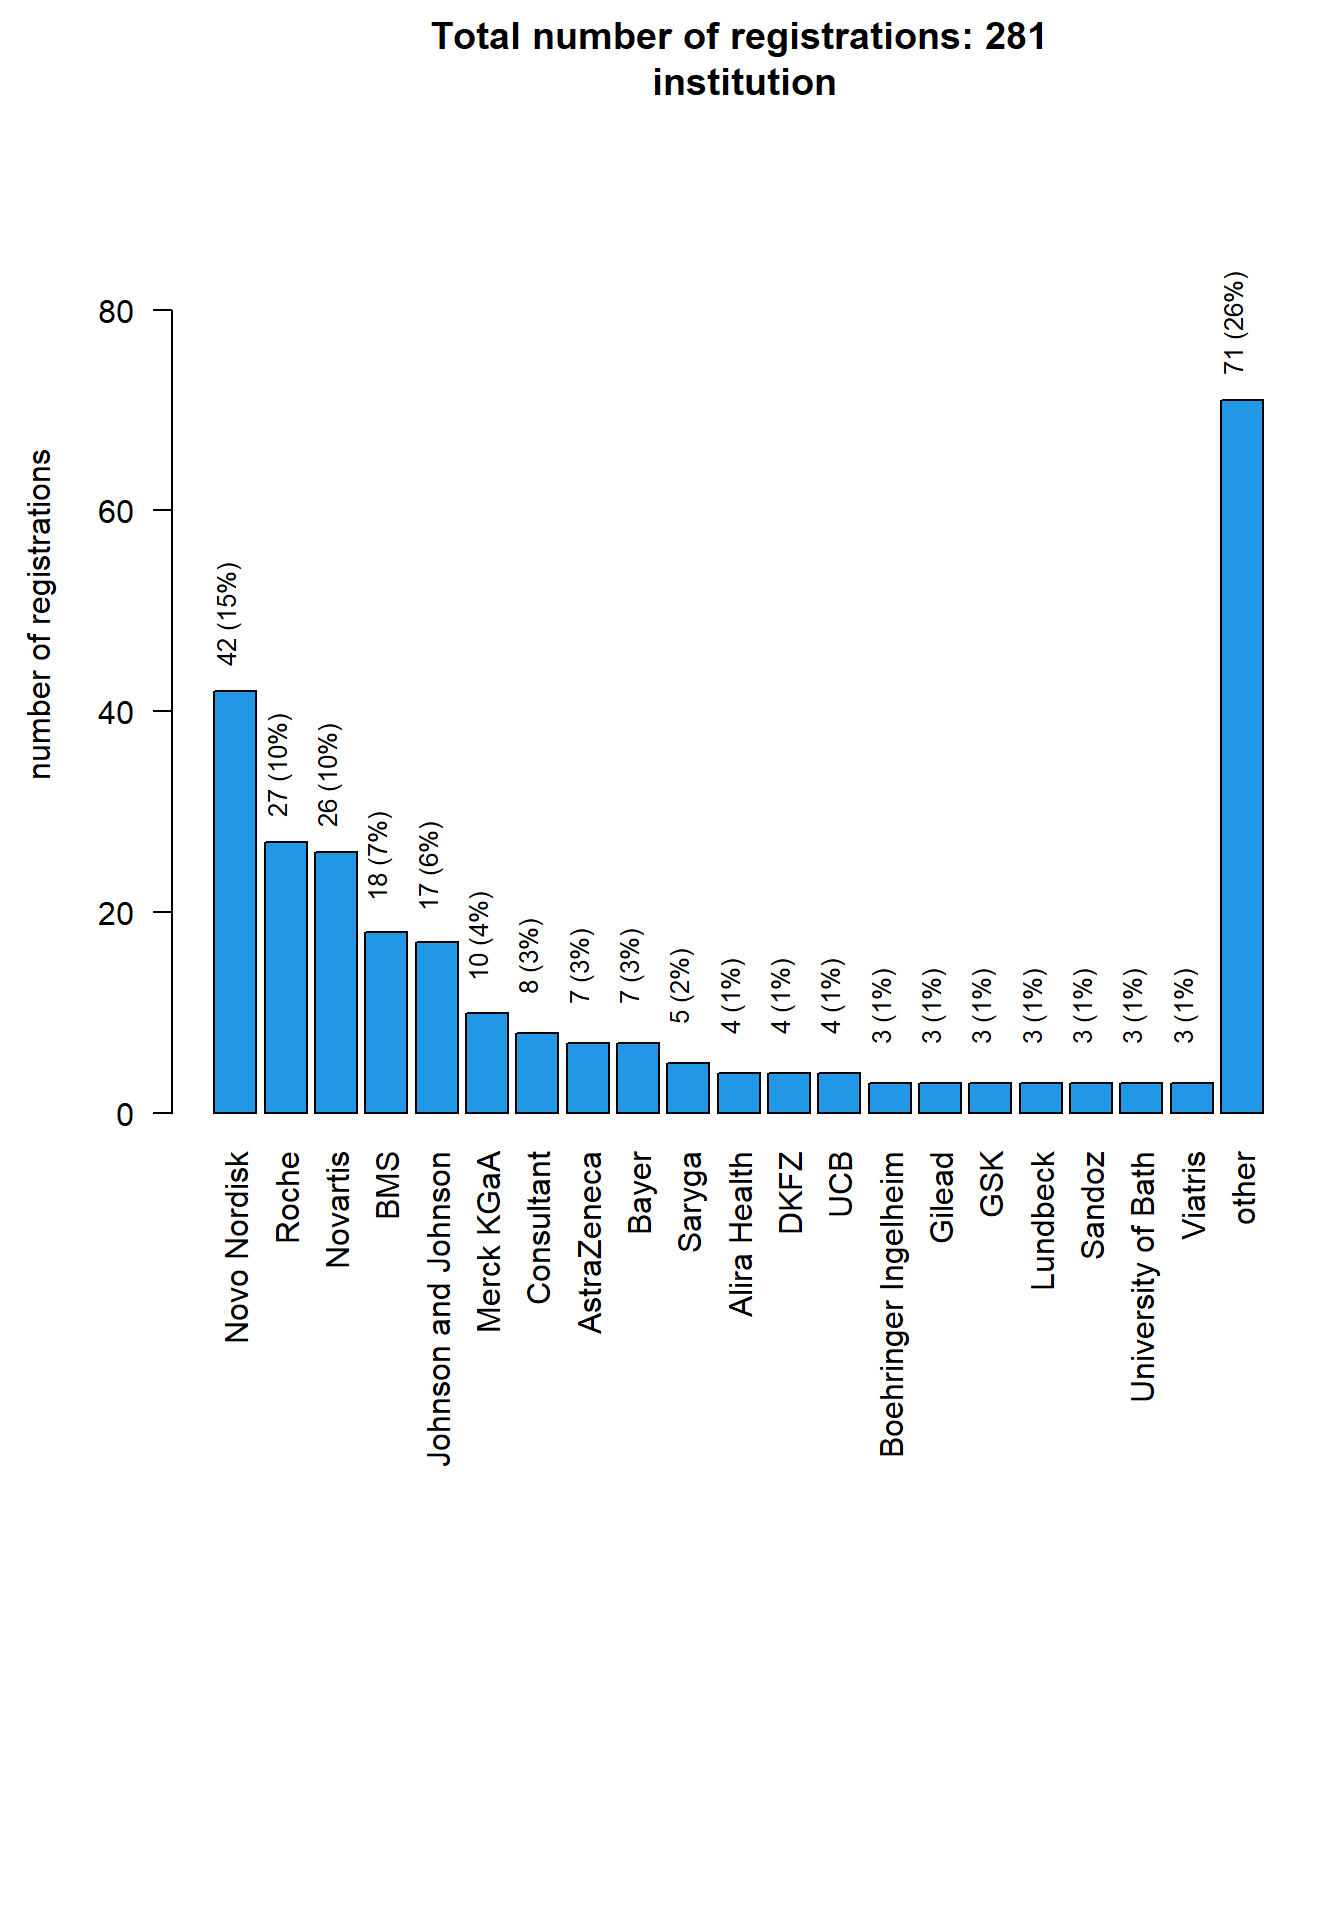 Total number of registrations: 281
institution
number of registrations
80
60
40
20
0
42 (15%)
27 (10%)
26 (10%)
18 (7%)
17 (6%)
10 (4%)
8 (3%)
7 (3%)
7 (3%)
5 (2%)
4 (1%)
4 (1%)
4 (1%)
3 (1%)
3 (1%)
3 (1%)
3 (1%)
3 (1%)
3 (1%)
3 (1%)
71 (26%)
Novo Nordisk
Roche
Novartis
BMS
Johnson and Johnson
Merck KGaA
Consultant
AstraZeneca
Bayer
Saryga
Alira Health
DKFZ
UCB
Boehringer Ingelheim
Gilead
GSK
Lundbeck
Sandoz
University of Bath
Viatris
other